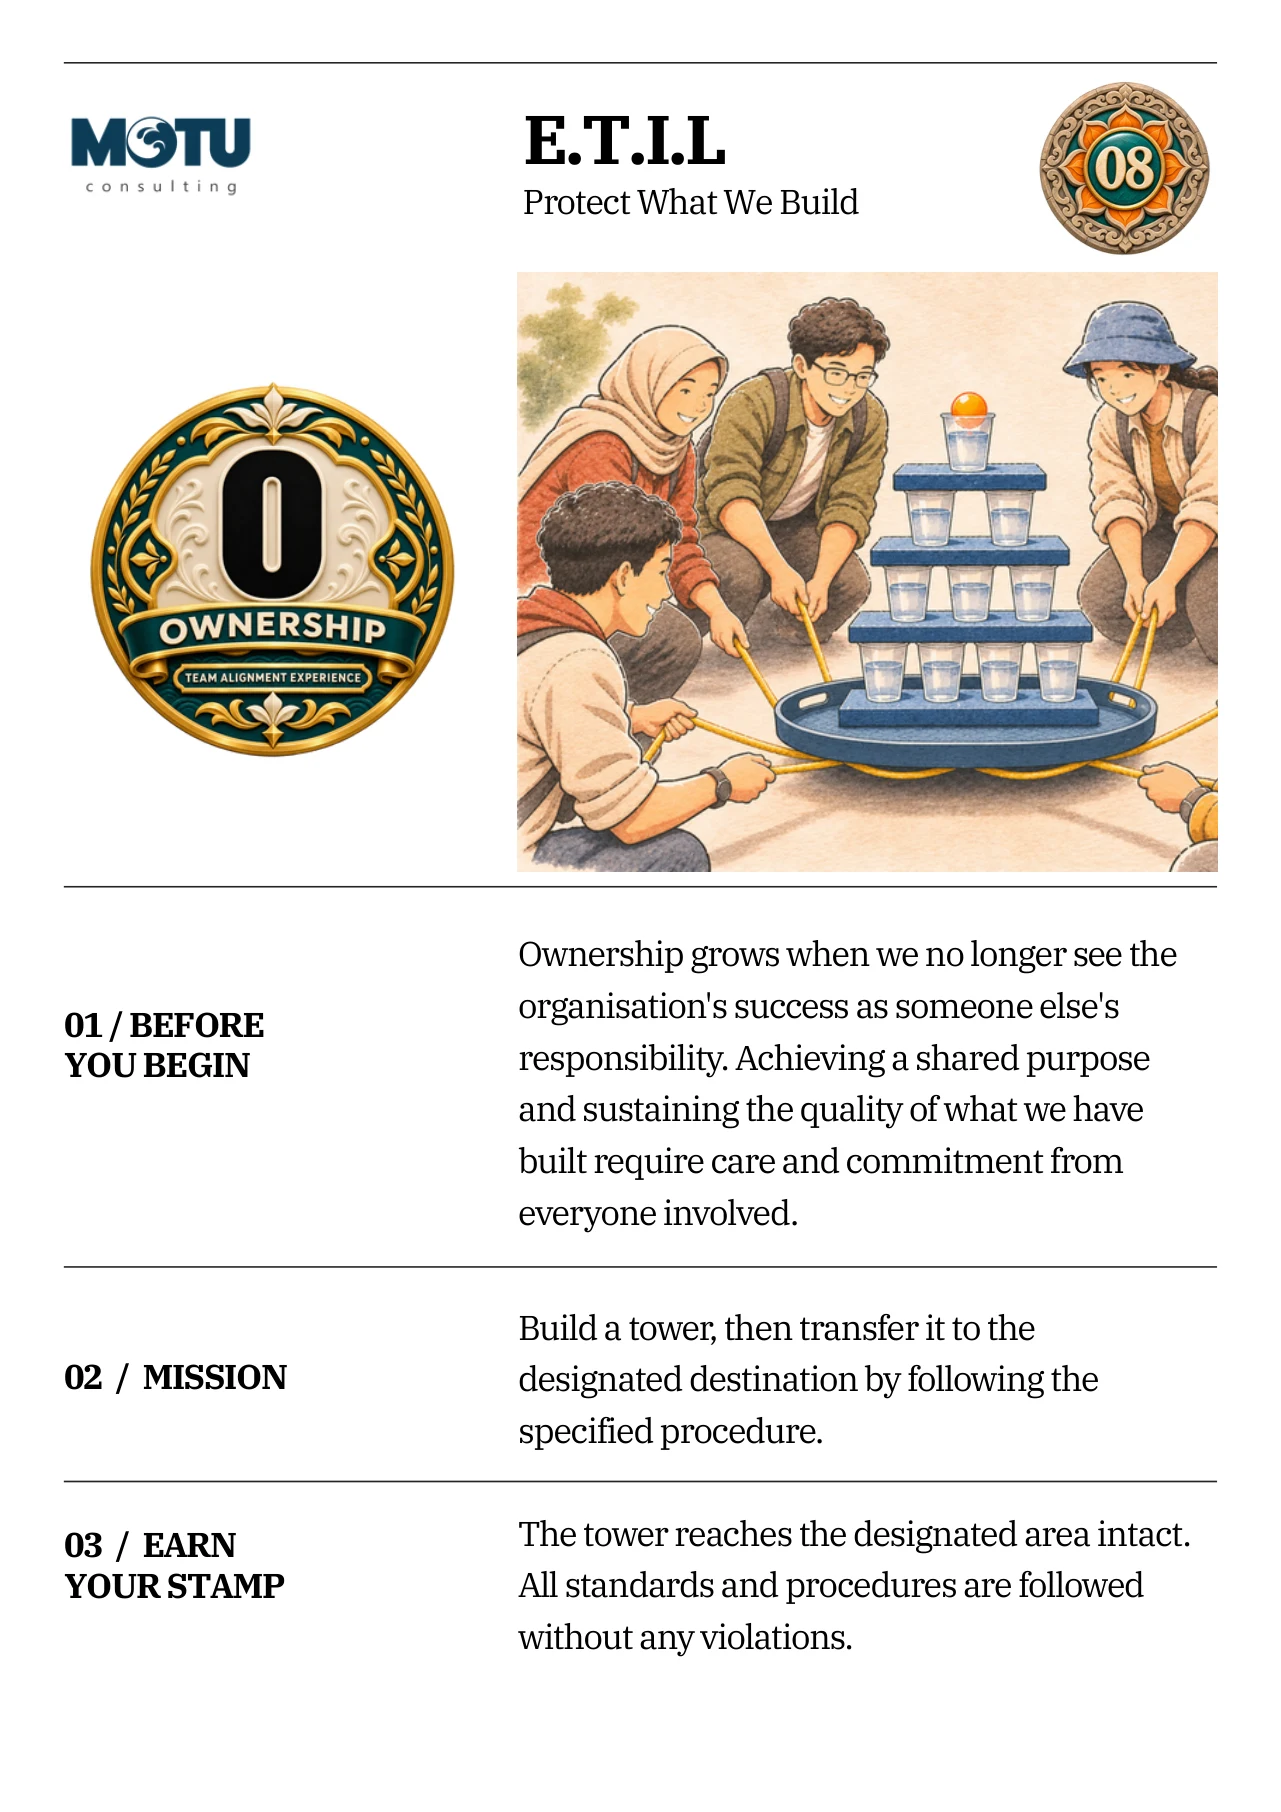 MOTU
consulting
E.T.I.L
Protect What We Build
08
O
OWNERSHIP
TEAM ALIGNMENT EXPERIENCE
01 / BEFORE
YOU BEGIN
Ownership grows when we no longer see the
organisation's success as someone else's
responsibility. Achieving a shared purpose
and sustaining the quality of what we have
built require care and commitment from
everyone involved.
02 / MISSION
Build a tower, then transfer it to the
designated destination by following the
specified procedure.
03 / EARN
YOUR STAMP
The tower reaches the designated area intact.
All standards and procedures are followed
without any violations.